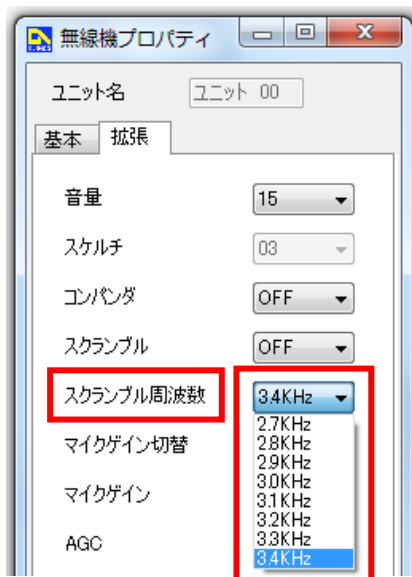 無線機プロパティ
ユニット名 ユニット 00
基本 拡張
音量 15
スケルチ 03
コンパンダ OFF
スクランブル OFF
スクランブル周波数 3.4KHz
2.7KHz
2.8KHz
2.9KHz
3.0KHz
3.1KHz
3.2KHz
3.3KHz
3.4KHz
マイクゲイン切替
マイクゲイン
AGC